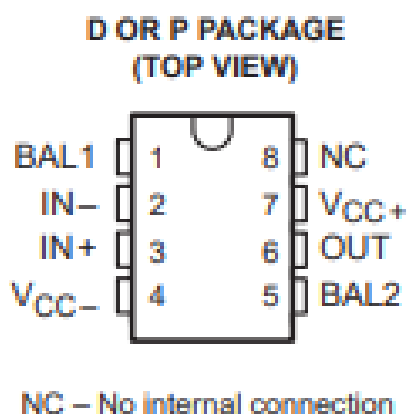 D OR P PACKAGE
(TOP VIEW)
BAL1 1 8 NC
IN− 2 7 VCC+
IN+ 3 6 OUT
VCC− 4 5 BAL2
NC – No internal connection